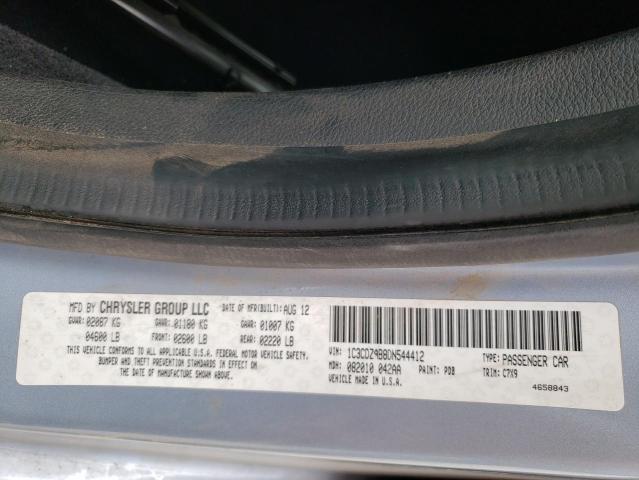 MFD BY CHRYSLER GROUP LLC DATE OF MFR(BUILT): AUG 12
GVWR: 02087 KG GAWR: 01180 KG GAWR: 01007 KG
04600 LB FRONT: 02600 LB REAR: 02220 LB
THIS VEHICLE CONFORMS TO ALL APPLICABLE U.S.A. FEDERAL MOTOR VEHICLE SAFETY,
BUMPER AND THEFT PREVENTION STANDARDS IN EFFECT ON
THE DATE OF MANUFACTURE SHOWN ABOVE.
VIN: 1C3CDZAB8DN544412 TYPE: PASSENGER CAR
MDH: 082010 042AA PAINT: PDB TRIM: C7X9
VEHICLE MADE IN U.S.A. 4658843